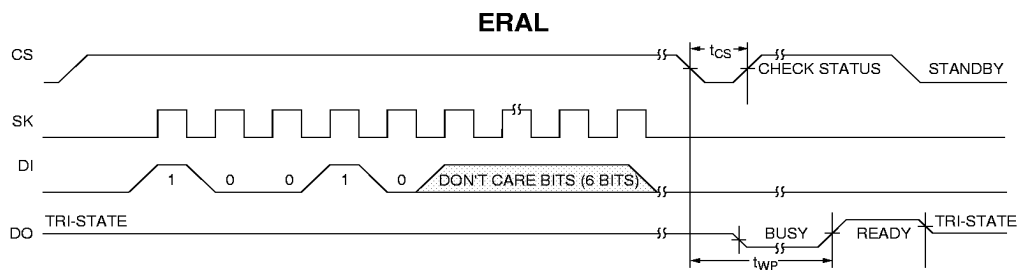 ERAL
CS
tCS
CHECK STATUS
STANDBY
SK
DI
1 0 0 1 0 DON'T CARE BITS (6 BITS)
DO
TRI-STATE
BUSY
READY
TRI-STATE
tWP